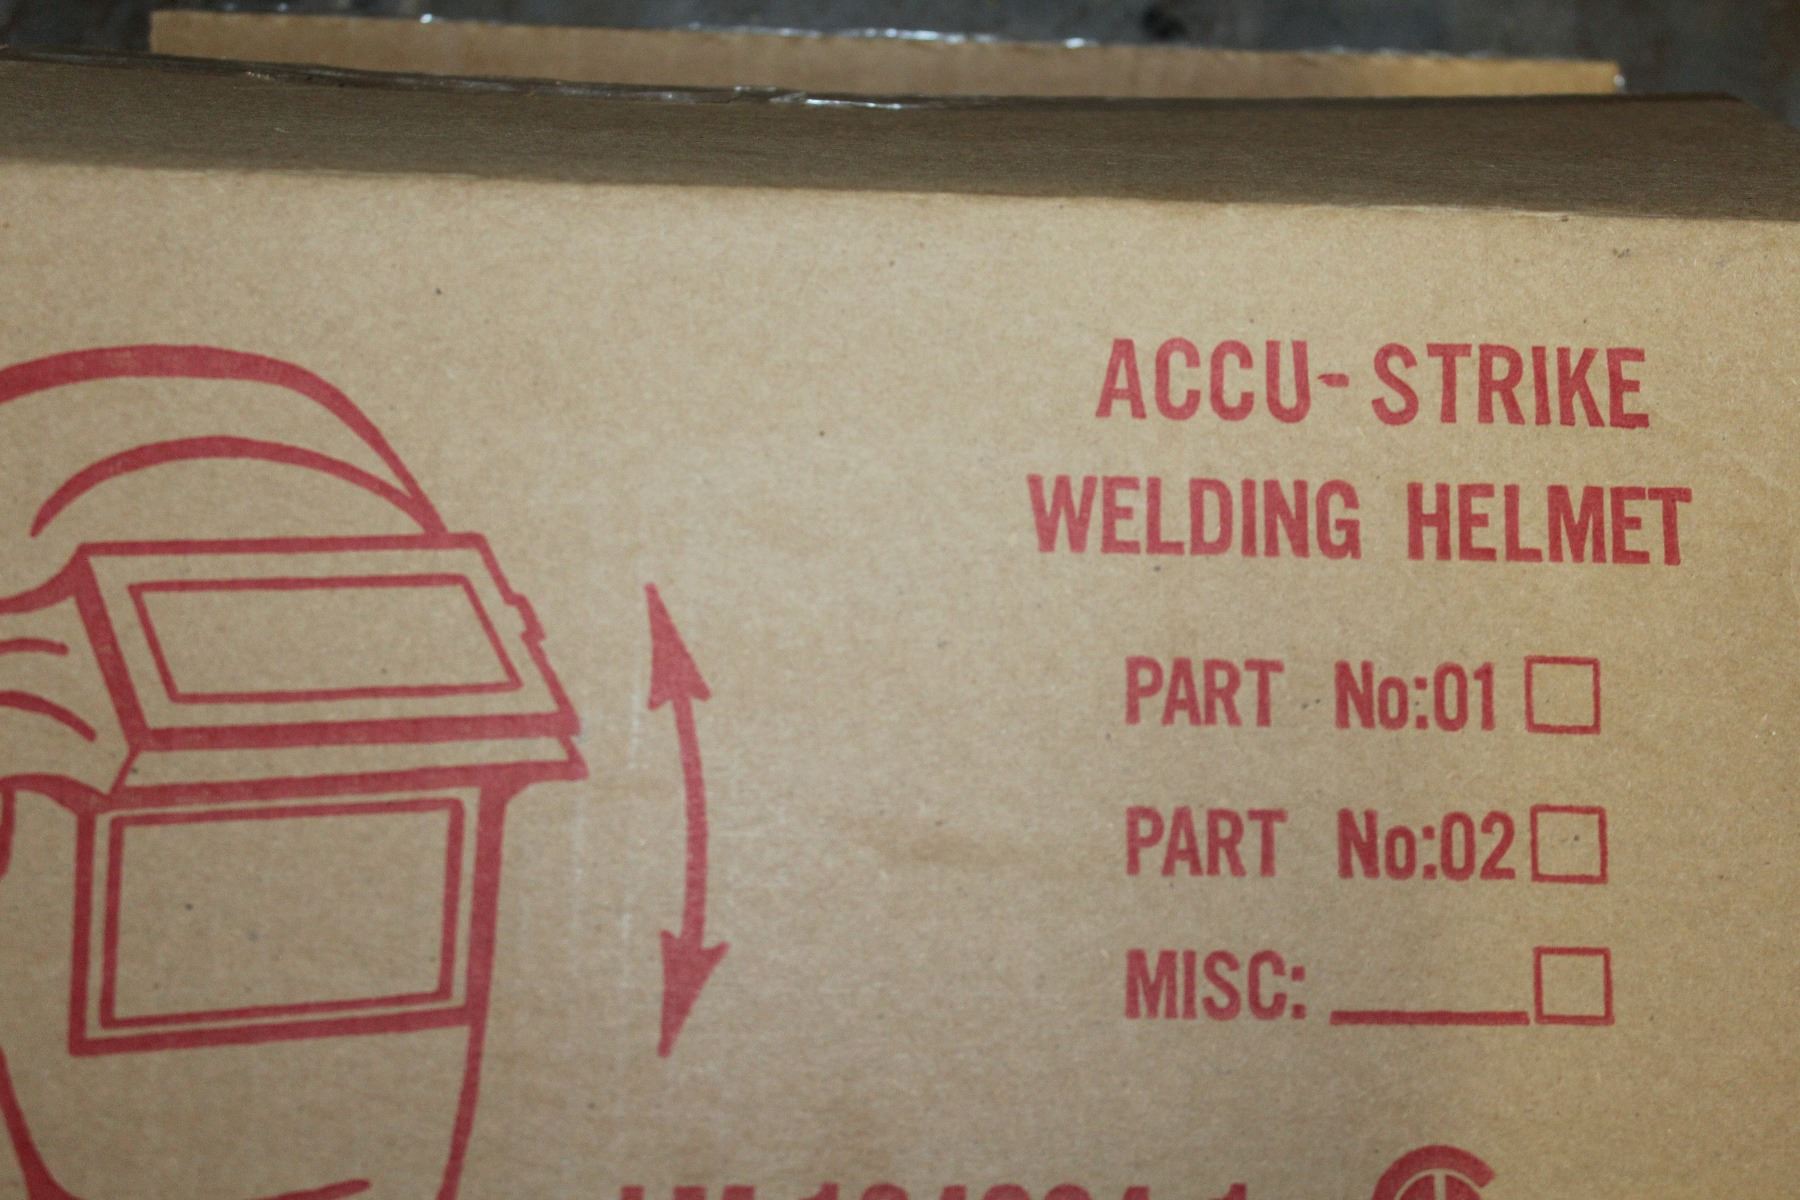 ACCU-STRIKE
WELDING HELMET
PART No:01
PART No:02
MISC: